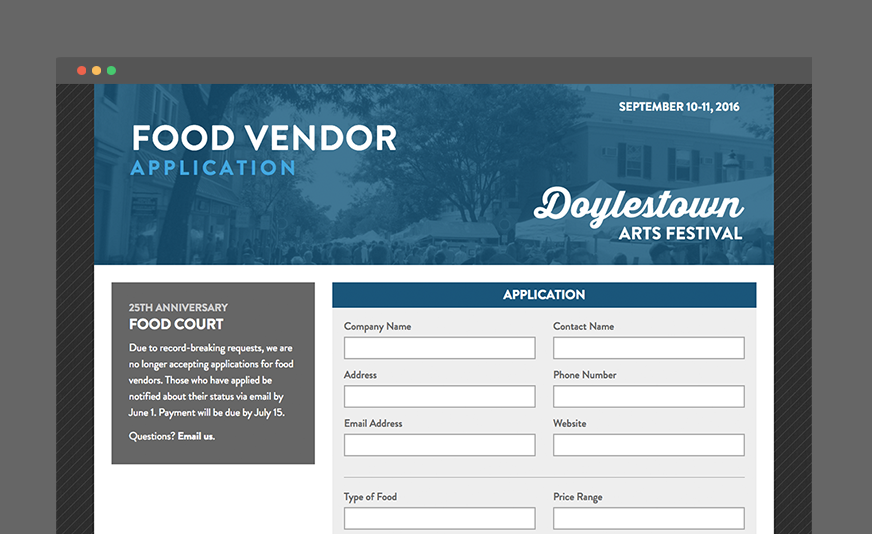 SEPTEMBER 10-11, 2016
FOOD VENDOR
APPLICATION
Doylestown
ARTS FESTIVAL
25TH ANNIVERSARY
FOOD COURT
Due to record-breaking requests, we are
no longer accepting applications for food
vendors. Those who have applied be
notified about their status via email by
June 1. Payment will be due by July 15.
Questions? Email us.
APPLICATION
Company Name
Contact Name
Address
Phone Number
Email Address
Website
Type of Food
Price Range